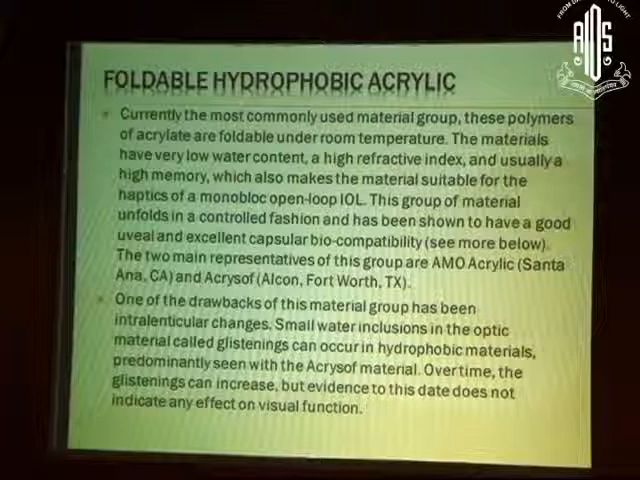 FROM DA TO LIGHT
AIOS
FOLDABLE HYDROPHOBIC ACRYLIC
Currently the most commonly used material group, these polymers
of acrylate are foldable under room temperature. The materials
have very low water content, a high refractive index, and usually a
high memory, which also makes the material suitable for the
haptics of a monobloc open-loop IOL. This group of material
unfolds in a controlled fashion and has been shown to have a good
uveal and excellent capsular bio-compatibility (see more below).
The two main representatives of this group are AMO Acrylic (Santa
Ana, CA) and Acrysof (Alcon, Fort Worth, TX).
One of the drawbacks of this material group has been
intralenticular changes. Small water inclusions in the optic
material called glistenings can occur in hydrophobic materials,
predominantly seen with the Acrysof material. Over time, the
glistenings can increase, but evidence to this date does not
indicate any effect on visual function.